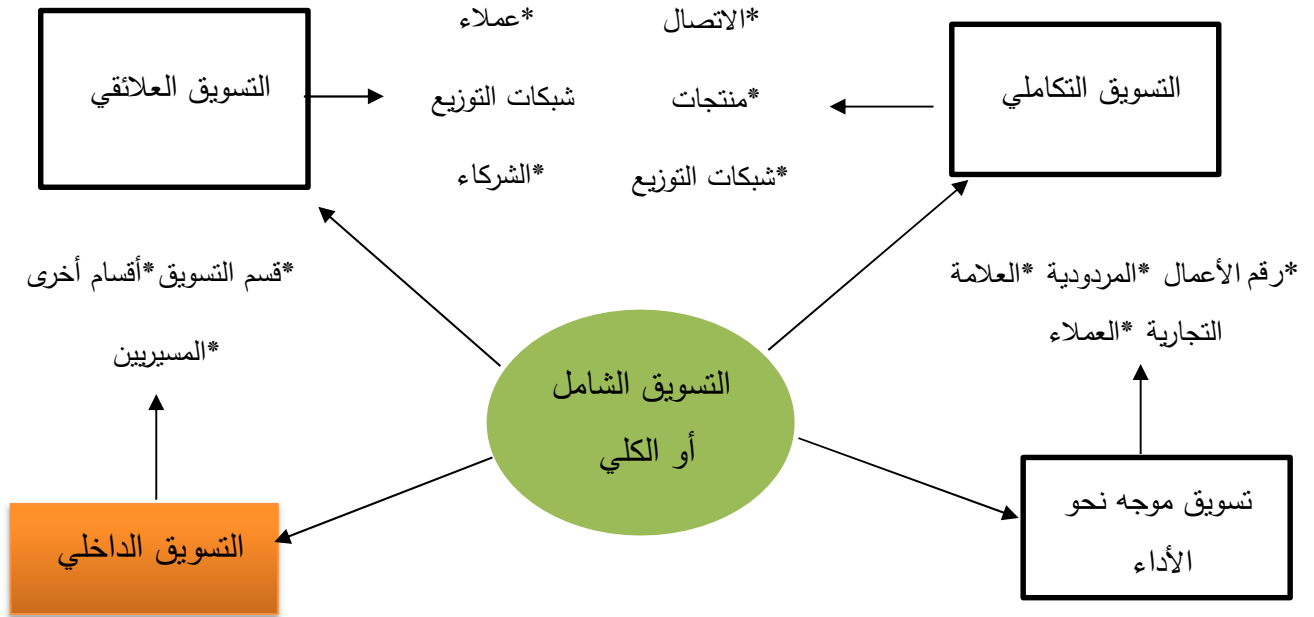 *الاتصال
*منتجات
*شبكات التوزيع
*عملاء
شبكات التوزيع
*الشركاء
التسويق التكاملي
التسويق العلائقي
*رقم الأعمال *المردودية *العلامة
التجارية *العملاء
*قسم التسويق*أقسام أخرى
*المسيريين
التسويق الشامل
أو الكلي
تسويق موجه نحو
الأداء
التسويق الداخلي